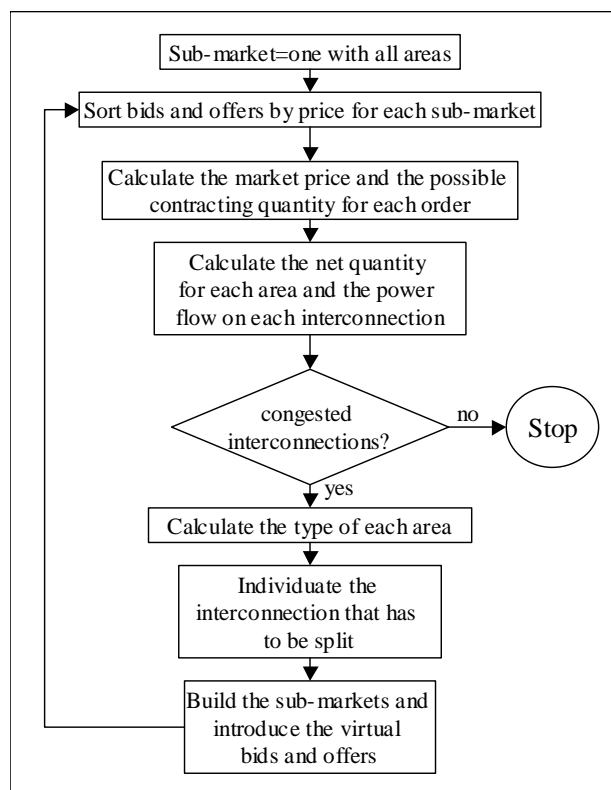 Sub-market=one with all areas
Sort bids and offers by price for each sub-market
Calculate the market price and the possible
contracting quantity for each order
Calculate the net quantity
for each area and the power
flow on each interconnection
congested
interconnections?
no
Stop
yes
Calculate the type of each area
Individuate the
interconnection that has
to be split
Build the sub-markets and
introduce the virtual
bids and offers